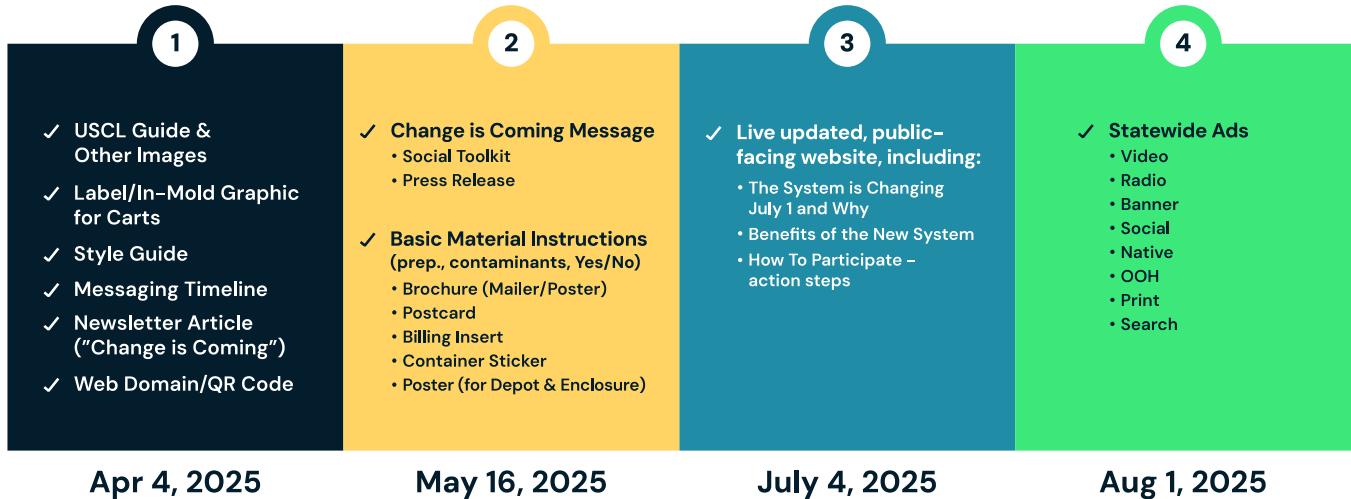 1
USCL Guide &
Other Images
Label/In-Mold Graphic
for Carts
Style Guide
Messaging Timeline
Newsletter Article
(”Change is Coming”)
Web Domain/QR Code
Apr 4, 2025
2
Change is Coming Message
• Social Toolkit
• Press Release
Basic Material Instructions
(prep., contaminants, Yes/No)
• Brochure (Mailer/Poster)
• Postcard
• Billing Insert
• Container Sticker
• Poster (for Depot & Enclosure)
May 16, 2025
3
Live updated, public-
facing website, including:
• The System is Changing
July 1 and Why
• Benefits of the New System
• How To Participate –
action steps
July 4, 2025
4
Statewide Ads
• Video
• Radio
• Banner
• Social
• Native
• OOH
• Print
• Search
Aug 1, 2025